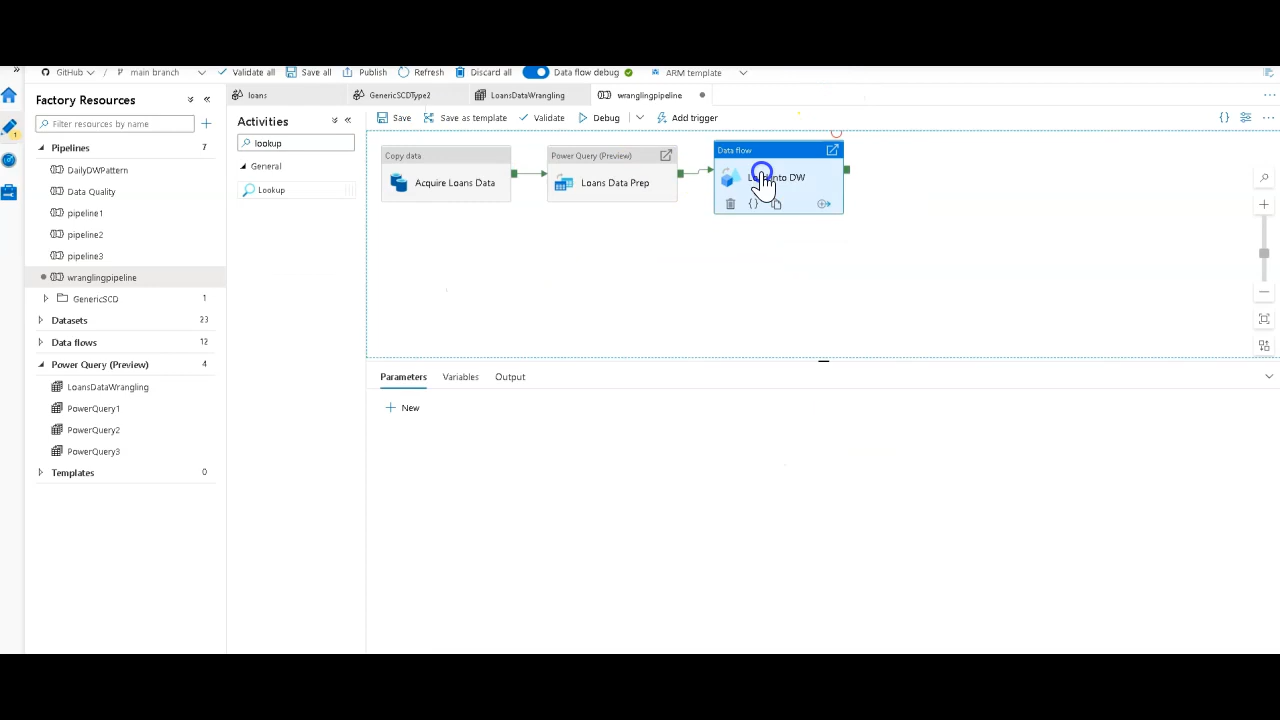 GitHub / main branch Validate all Save all Publish Refresh Discard all Data flow debug ARM template
Factory Resources
Filter resources by name
Pipelines 7
DailyDWPattern
Data Quality
pipeline1
pipeline2
pipeline3
wranglingpipeline
GenericSCD 1
Datasets 23
Data flows 12
Power Query (Preview) 4
LoansDataWrangling
PowerQuery1
PowerQuery2
PowerQuery3
Templates 0
loans GenericSCDType2 LoansDataWrangling wranglingpipeline
Activities
lookup
General
Lookup
Save Save as template Validate Debug Add trigger {}
Copy data
Acquire Loans Data
Power Query (Preview)
Loans Data Prep
Data flow
into DW
{}
Parameters Variables Output
New